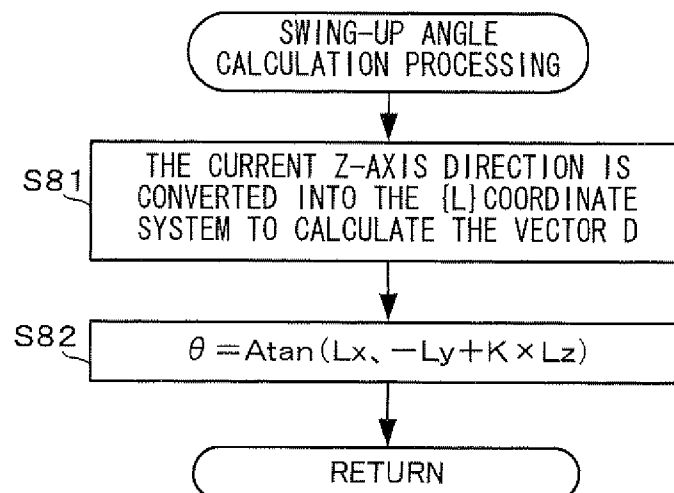 SWING-UP ANGLE
CALCULATION PROCESSING
S81
THE CURRENT Z-AXIS DIRECTION IS
CONVERTED INTO THE {L}COORDINATE
SYSTEM TO CALCULATE THE VECTOR D
S82
θ=Atan(Lx、-Ly+K×Lz)
RETURN